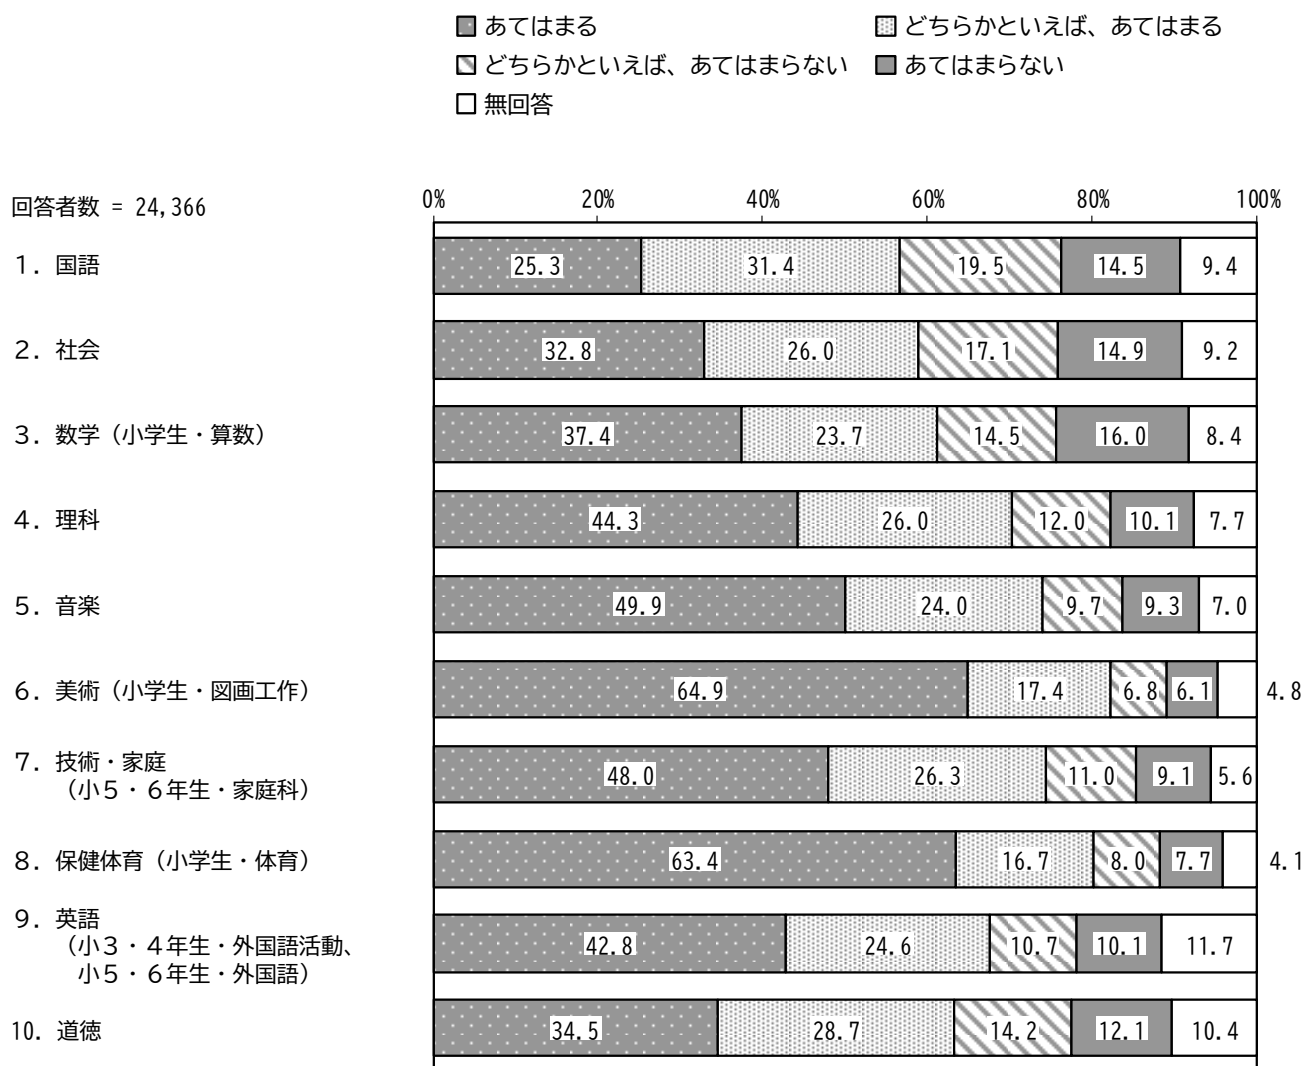 あてはまる どちらかといえば、あてはまる
どちらかといえば、あてはまらない あてはまらない
無回答
回答者数 = 24,366
0% 20% 40% 60% 80% 100%
1．国語 25.3 31.4 19.5 14.5 9.4
2．社会 32.8 26.0 17.1 14.9 9.2
3．数学（小学生・算数） 37.4 23.7 14.5 16.0 8.4
4．理科 44.3 26.0 12.0 10.1 7.7
5．音楽 49.9 24.0 9.7 9.3 7.0
6．美術（小学生・図画工作） 64.9 17.4 6.8 6.1 4.8
7．技術・家庭
（小５・６年生・家庭科） 48.0 26.3 11.0 9.1 5.6
8．保健体育（小学生・体育） 63.4 16.7 8.0 7.7 4.1
9．英語
（小３・４年生・外国語活動、 42.8 24.6 10.7 10.1 11.7
小５・６年生・外国語）
10．道徳 34.5 28.7 14.2 12.1 10.4